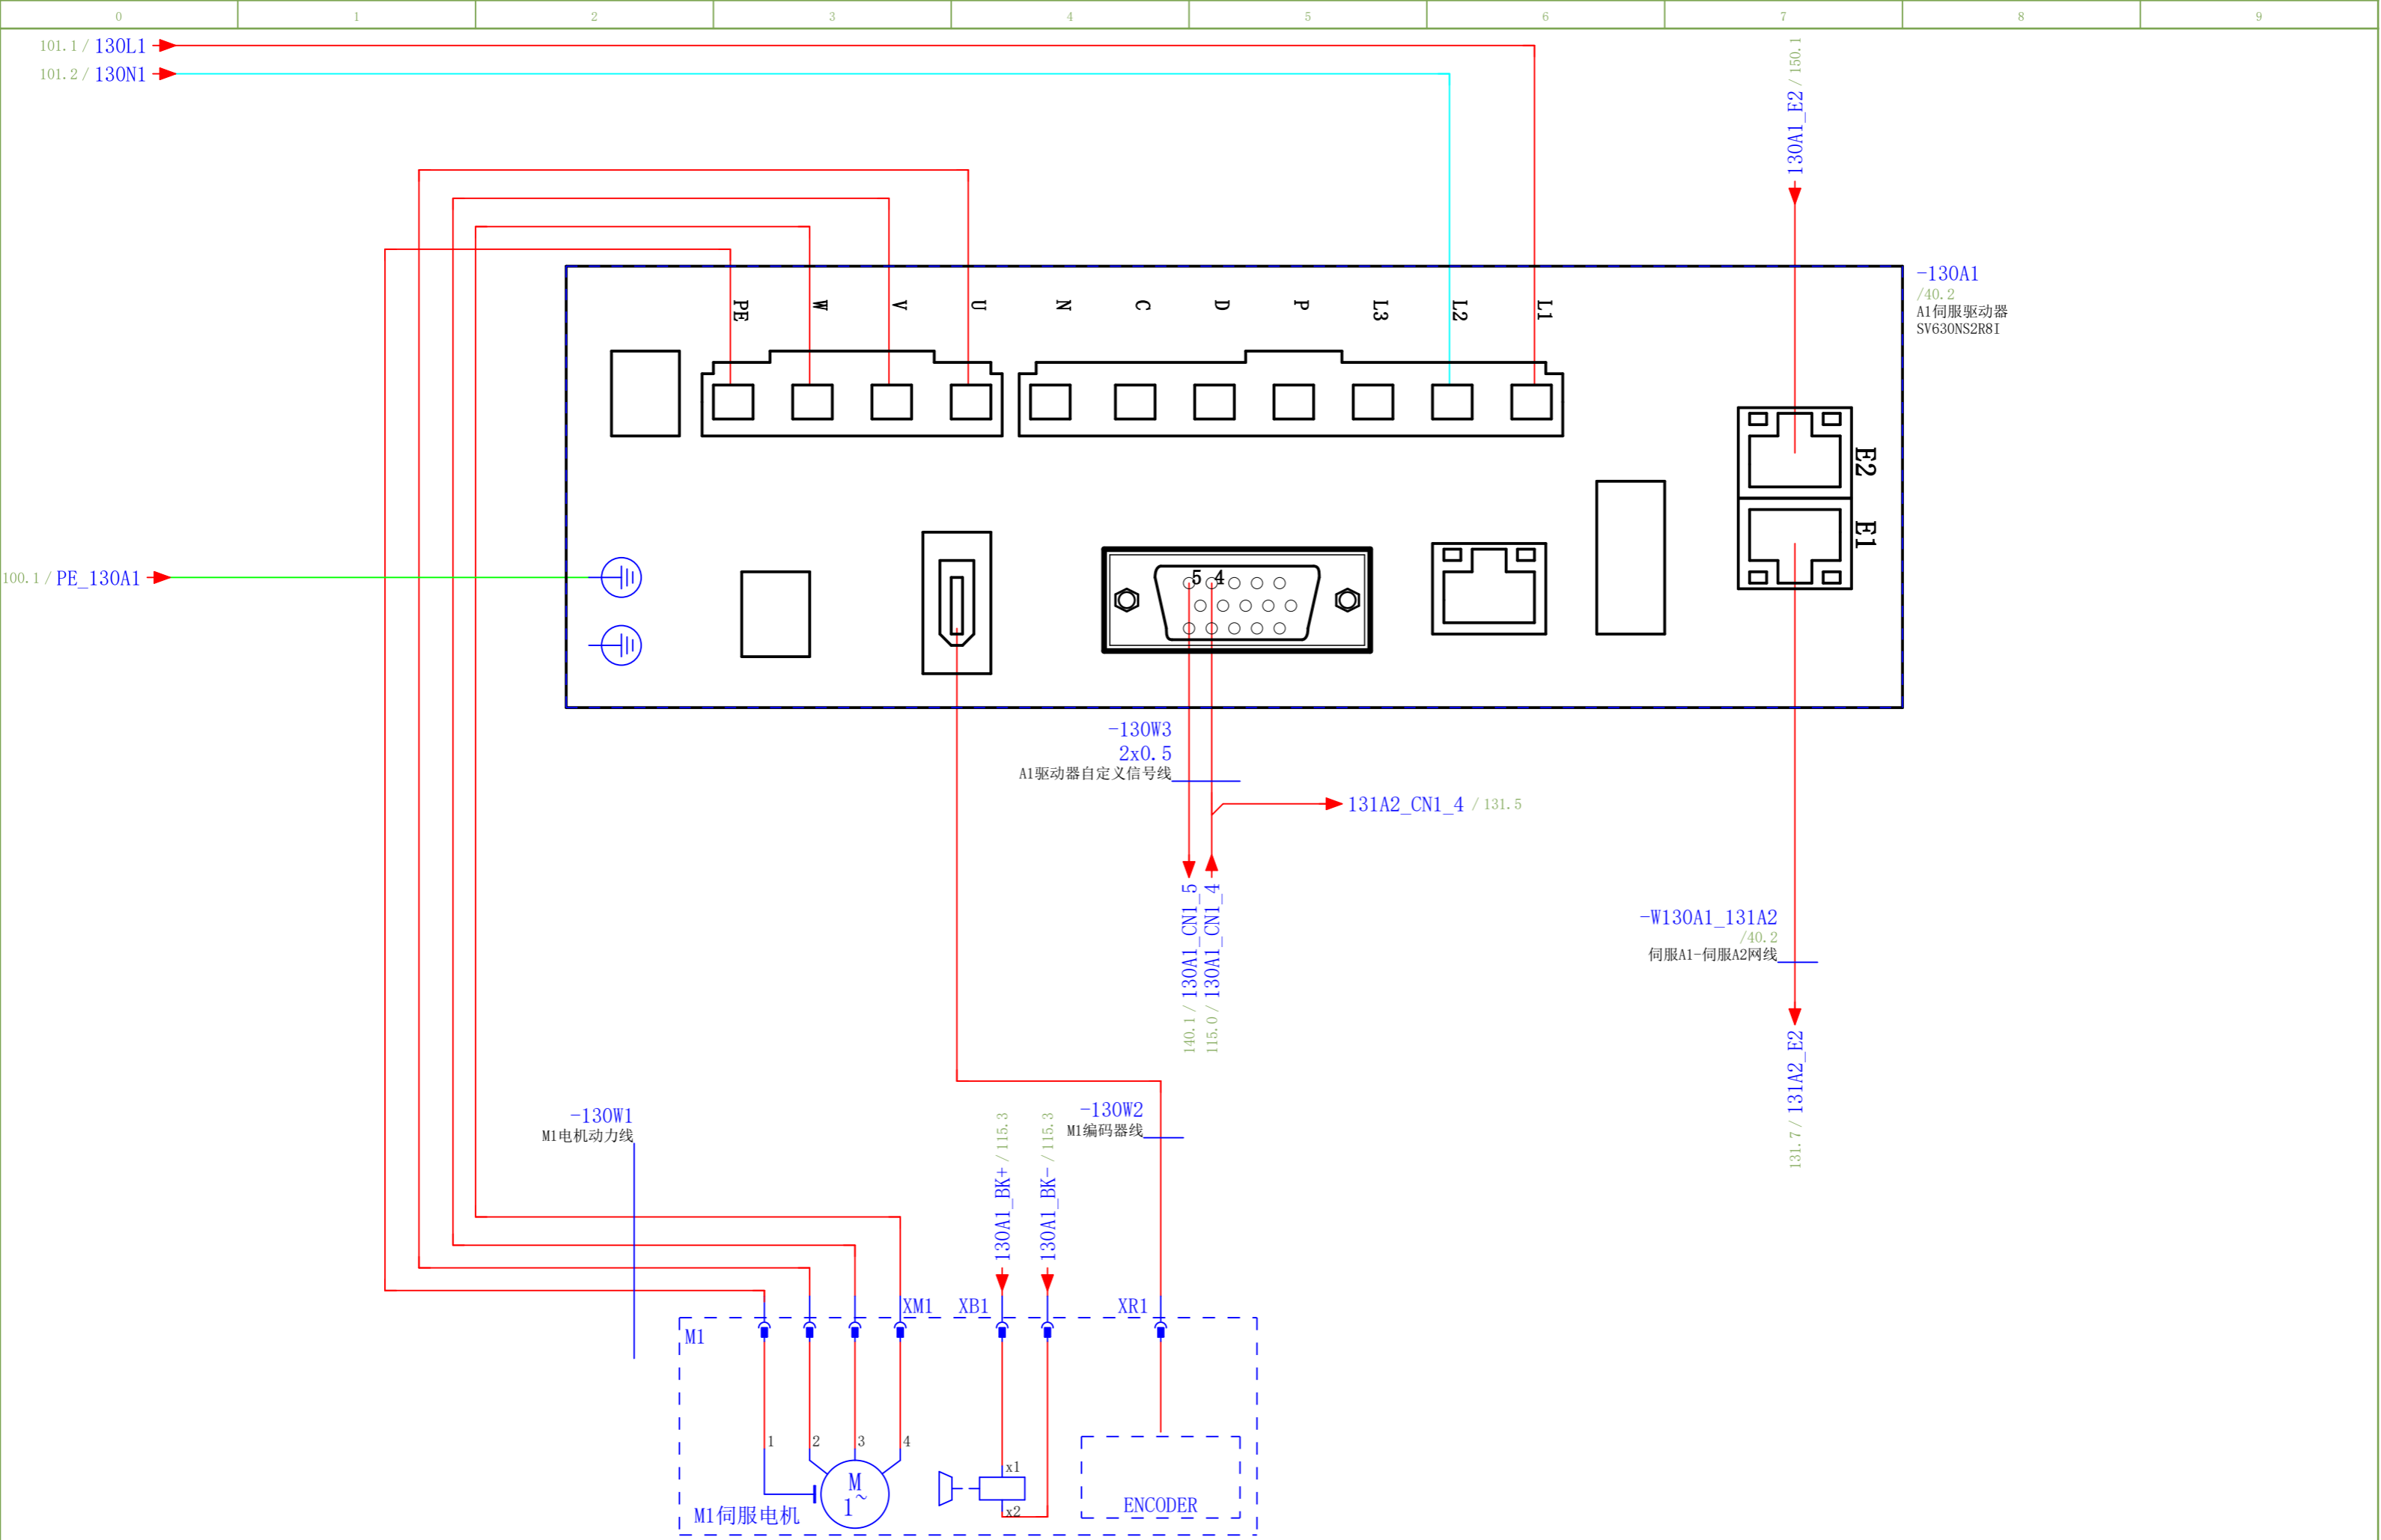 0 1 2 3 4 5 6 7 8 9
101.1 / 130L1
101.2 / 130N1
130A1_E2 / 150.1
-130A1
/40.2
A1伺服驱动器
SV630NS2R8I
PE W V U N C D P L3 L2 L1
E2
E1
100.1 / PE_130A1
5 4
-130W3
2x0.5
A1驱动器自定义信号线
131A2_CN1_4 / 131.5
140.1 / 130A1_CN1_5
115.0 / 130A1_CN1_4
-W130A1_131A2
/40.2
伺服A1-伺服A2网线
131.7 / 131A2_E2
-130W1
M1电机动力线
130A1_BK+ / 115.3
130A1_BK- / 115.3
-130W2
M1编码器线
XM1 XB1 XR1
M1
1 2 3 4
x1
M
1~
x2
ENCODER
M1伺服电机